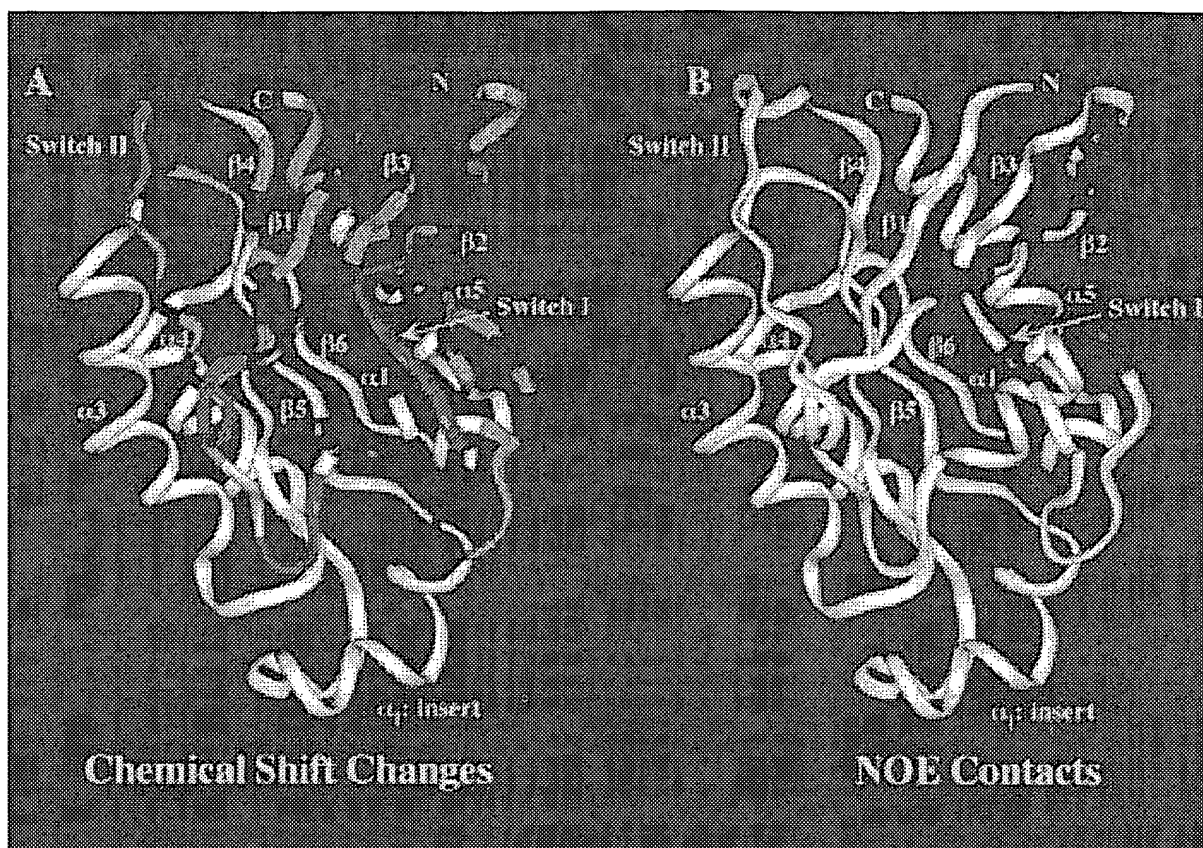 A
N
C
Switch II
β4
β3
β1
β2
α5
Switch I
α4
β6
α1
α3
β5
αi: insert
Chemical Shift Changes
B
N
C
Switch II
β4
β3
β1
β2
α5
Switch I
β6
α1
α3
β5
αi: insert
NOE Contacts